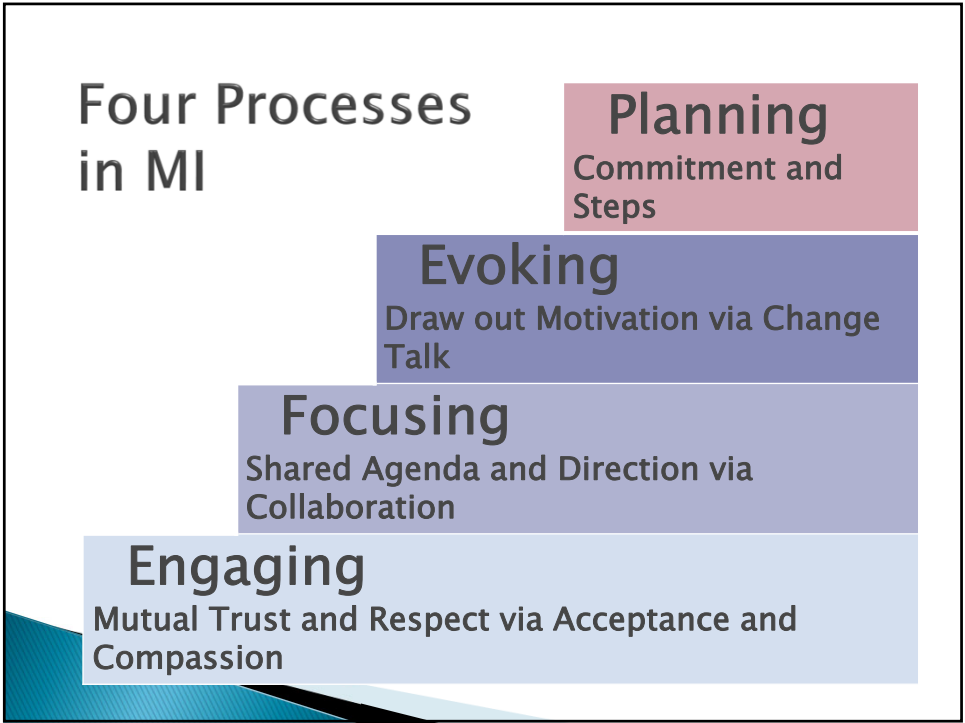 Four Processes
in MI
Planning
Commitment and
Steps
Evoking
Draw out Motivation via Change
Talk
Focusing
Shared Agenda and Direction via
Collaboration
Engaging
Mutual Trust and Respect via Acceptance and
Compassion